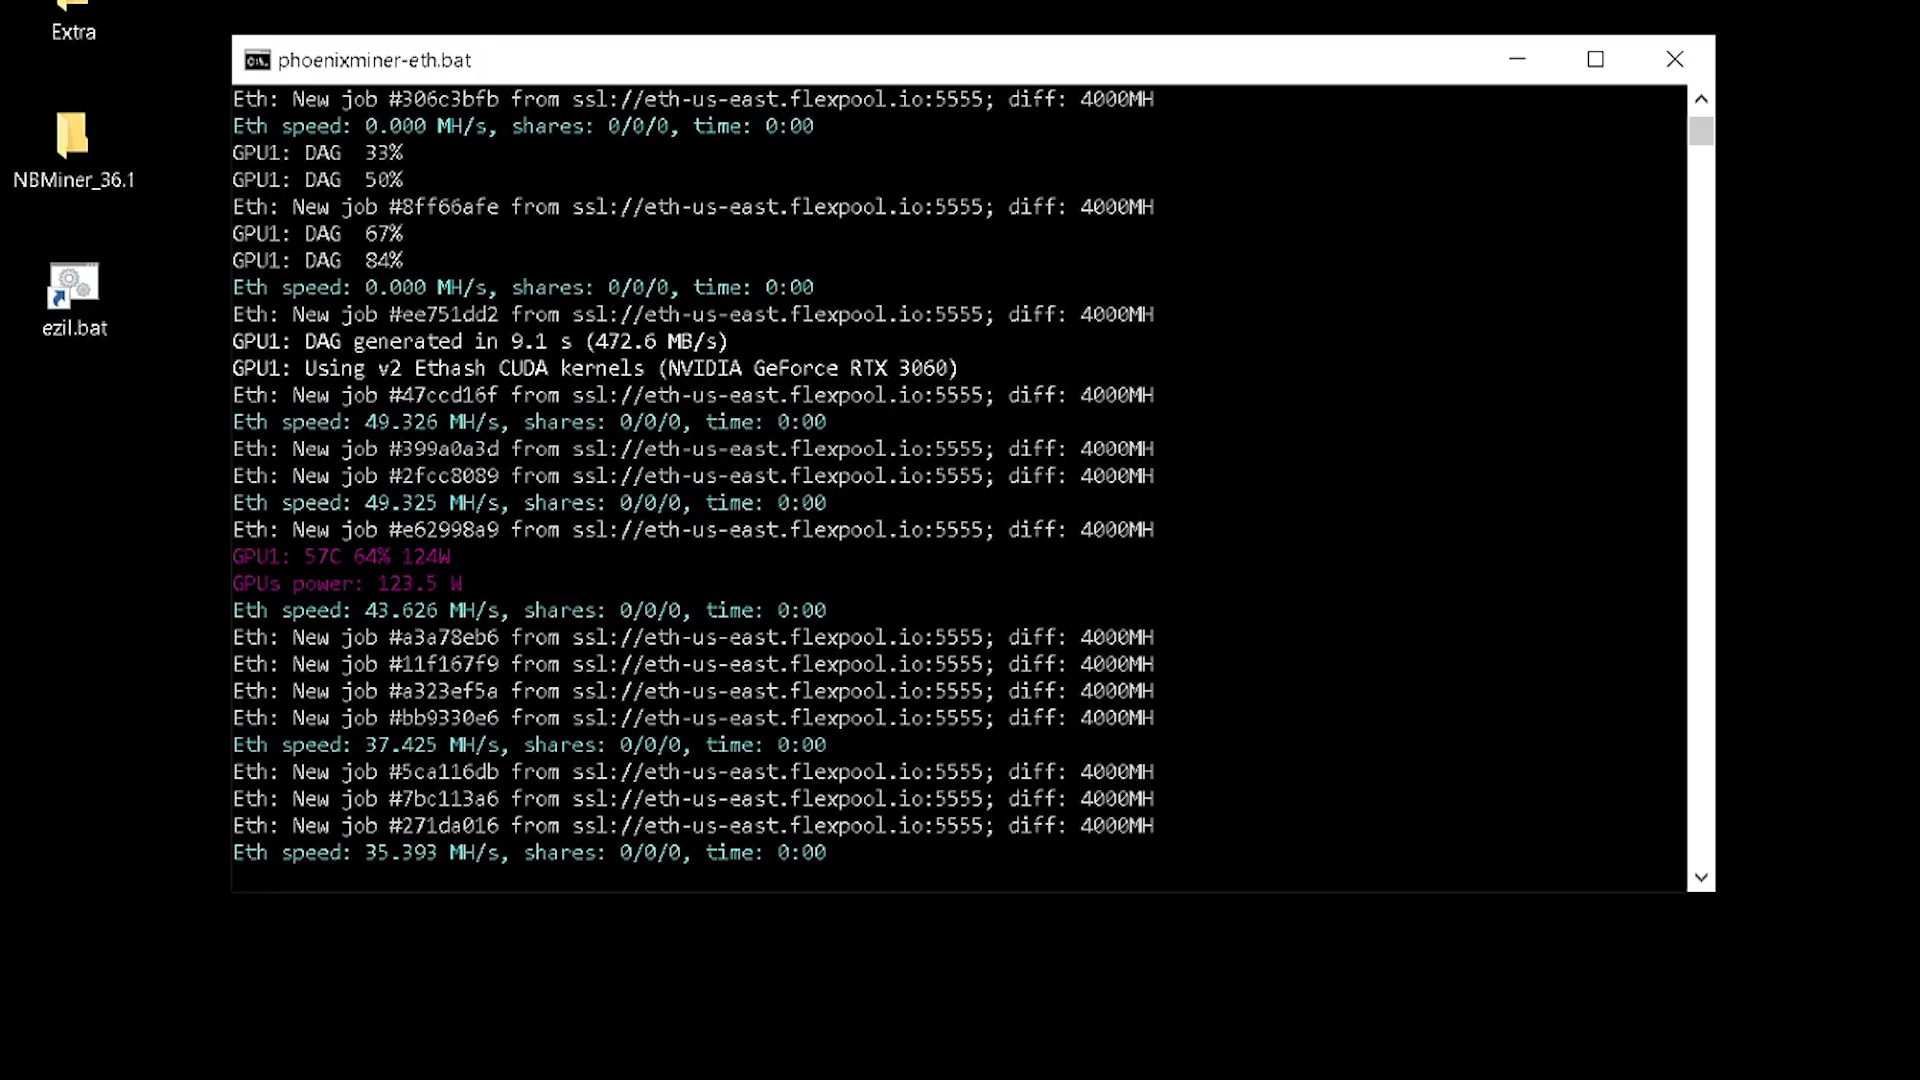 Extra
NBMiner_36.1
ezil.bat
phoenixminer-eth.bat
Eth: New job #306c3bfb from ssl://eth-us-east.flexpool.io:5555; diff: 4000MH
Eth speed: 0.000 MH/s, shares: 0/0/0, time: 0:00
GPU1: DAG  33%
GPU1: DAG  50%
Eth: New job #8ff66afe from ssl://eth-us-east.flexpool.io:5555; diff: 4000MH
GPU1: DAG  67%
GPU1: DAG  84%
Eth speed: 0.000 MH/s, shares: 0/0/0, time: 0:00
Eth: New job #ee751dd2 from ssl://eth-us-east.flexpool.io:5555; diff: 4000MH
GPU1: DAG generated in 9.1 s (472.6 MB/s)
GPU1: Using v2 Ethash CUDA kernels (NVIDIA GeForce RTX 3060)
Eth: New job #47ccd16f from ssl://eth-us-east.flexpool.io:5555; diff: 4000MH
Eth speed: 49.326 MH/s, shares: 0/0/0, time: 0:00
Eth: New job #399a0a3d from ssl://eth-us-east.flexpool.io:5555; diff: 4000MH
Eth: New job #2fcc8089 from ssl://eth-us-east.flexpool.io:5555; diff: 4000MH
Eth speed: 49.325 MH/s, shares: 0/0/0, time: 0:00
Eth: New job #e62998a9 from ssl://eth-us-east.flexpool.io:5555; diff: 4000MH
GPU1: 57C 64% 124W
GPUs power: 123.5 W
Eth speed: 43.626 MH/s, shares: 0/0/0, time: 0:00
Eth: New job #a3a78eb6 from ssl://eth-us-east.flexpool.io:5555; diff: 4000MH
Eth: New job #11f167f9 from ssl://eth-us-east.flexpool.io:5555; diff: 4000MH
Eth: New job #a323ef5a from ssl://eth-us-east.flexpool.io:5555; diff: 4000MH
Eth: New job #bb9330e6 from ssl://eth-us-east.flexpool.io:5555; diff: 4000MH
Eth speed: 37.425 MH/s, shares: 0/0/0, time: 0:00
Eth: New job #5ca116db from ssl://eth-us-east.flexpool.io:5555; diff: 4000MH
Eth: New job #7bc113a6 from ssl://eth-us-east.flexpool.io:5555; diff: 4000MH
Eth: New job #271da016 from ssl://eth-us-east.flexpool.io:5555; diff: 4000MH
Eth speed: 35.393 MH/s, shares: 0/0/0, time: 0:00